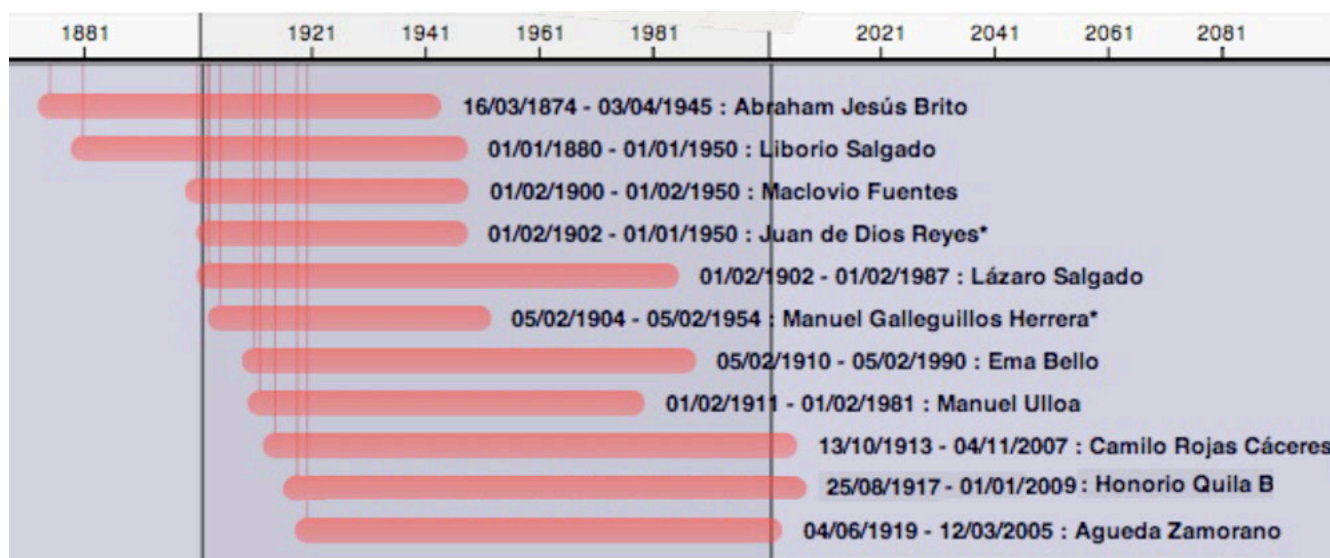 1881 1921 1941 1961 1981 2021 2041 2061 2081
16/03/1874 - 03/04/1945 : Abraham Jesús Brito
01/01/1880 - 01/01/1950 : Liborio Salgado
01/02/1900 - 01/02/1950 : Maclovio Fuentes
01/02/1902 - 01/01/1950 : Juan de Dios Reyes*
01/02/1902 - 01/02/1987 : Lázaro Salgado
05/02/1904 - 05/02/1954 : Manuel Galleguillos Herrera*
05/02/1910 - 05/02/1990 : Ema Bello
01/02/1911 - 01/02/1981 : Manuel Ulloa
13/10/1913 - 04/11/2007 : Camilo Rojas Cáceres
25/08/1917 - 01/01/2009 : Honorio Quila B
04/06/1919 - 12/03/2005 : Agueda Zamorano